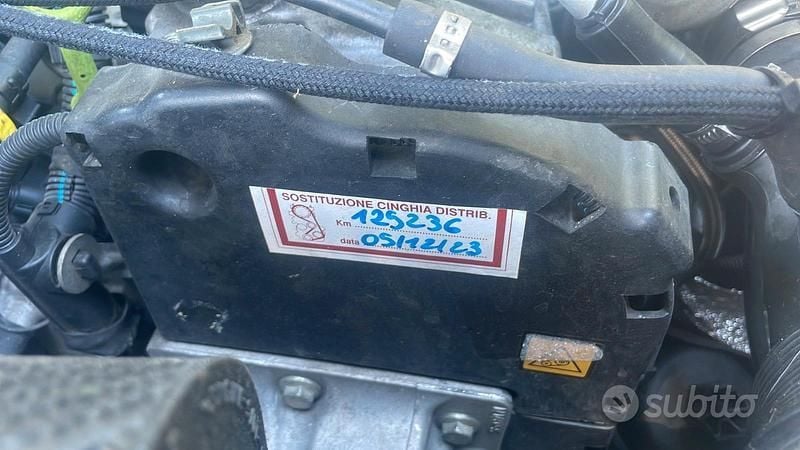 SOSTITUZIONE CINGHIA DISTRIB.
Km 125236
data 05/12/23
subito